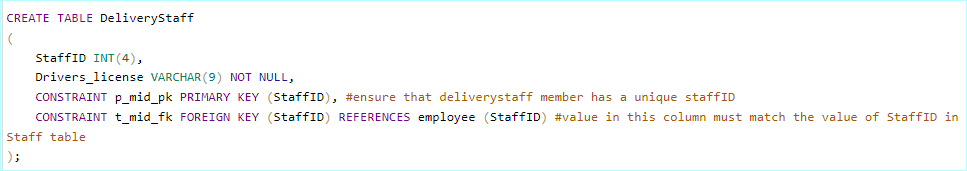 CREATE TABLE DeliveryStaff
(
    StaffID INT(4),
    Drivers_license VARCHAR(9) NOT NULL,
    CONSTRAINT p_mid_pk PRIMARY KEY (StaffID), #ensure that deliverystaff member has a unique staffID
    CONSTRAINT t_mid_fk FOREIGN KEY (StaffID) REFERENCES employee (StaffID) #value in this column must match the value of StaffID in
Staff table
);